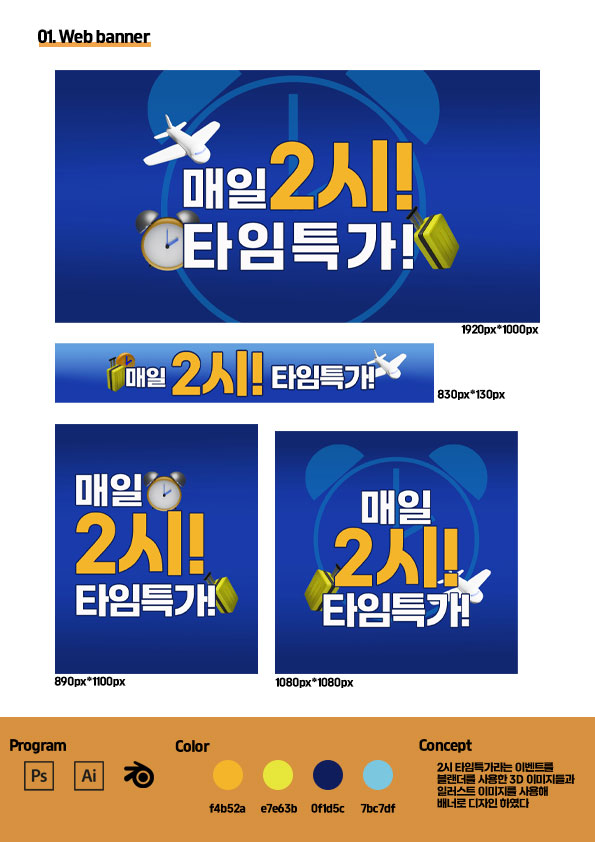 01. Web banner
매일 2시!
타임특가!
1920px*1000px
매일 2시! 타임특가!
830px*130px
매일
2시!
타임특가!
890px*1100px
매일
2시!
타임특가!
1080px*1080px
Program
Ps Ai
Color
f4b52a e7e63b 0f1d5c 7bc7df
Concept
2시 타임특가라는 이벤트를
블랜더를 사용한 3D 이미지들과
일러스트 이미지를 사용해
배너로 디자인 하였다